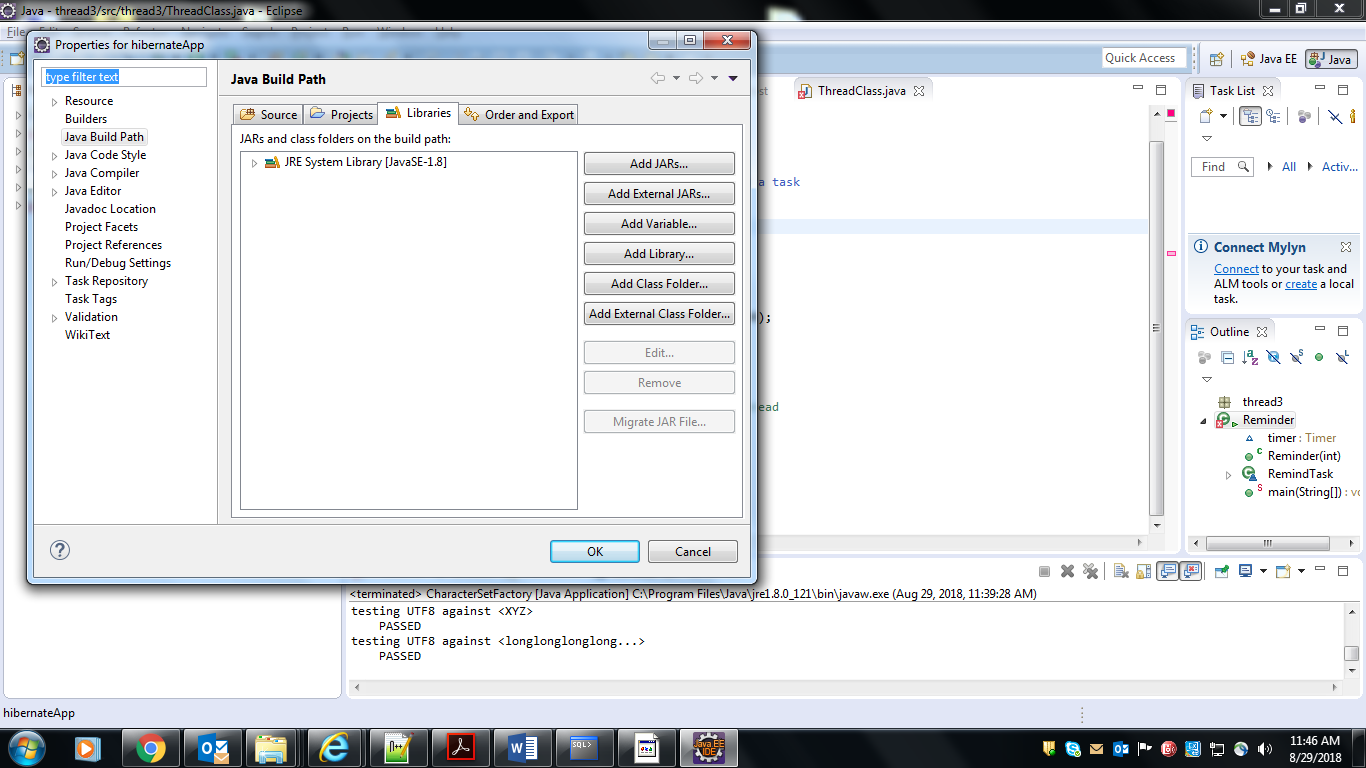 Java - thread3/src/thread3/ThreadClass.java - Eclipse
Properties for hibernateApp
type filter text
Resource
Builders
Java Build Path
Java Code Style
Java Compiler
Java Editor
Javadoc Location
Project Facets
Project References
Run/Debug Settings
Task Repository
Task Tags
Validation
WikiText
Java Build Path
Source
Projects
Libraries
Order and Export
JARs and class folders on the build path:
JRE System Library [JavaSE-1.8]
Add JARs...
Add External JARs...
Add Variable...
Add Library...
Add Class Folder...
Add External Class Folder...
Edit...
Remove
Migrate JAR File...
OK
Cancel
Quick Access
Java EE
Java
ThreadClass.java
a task
);
Task List
Find
All
Activ...
Connect Mylyn
Connect to your task and
ALM tools or create a local
task.
Outline
thread3
Reminder
timer : Timer
Reminder(int)
RemindTask
main(String[]) : vo
<terminated> CharacterSetFactory [Java Application] C:\Program Files\Java\jre1.8.0_121\bin\javaw.exe (Aug 29, 2018, 11:39:28 AM)
testing UTF8 against <XYZ>
PASSED
testing UTF8 against <longlonglonglong...>
PASSED
hibernateApp
11:46 AM
8/29/2018